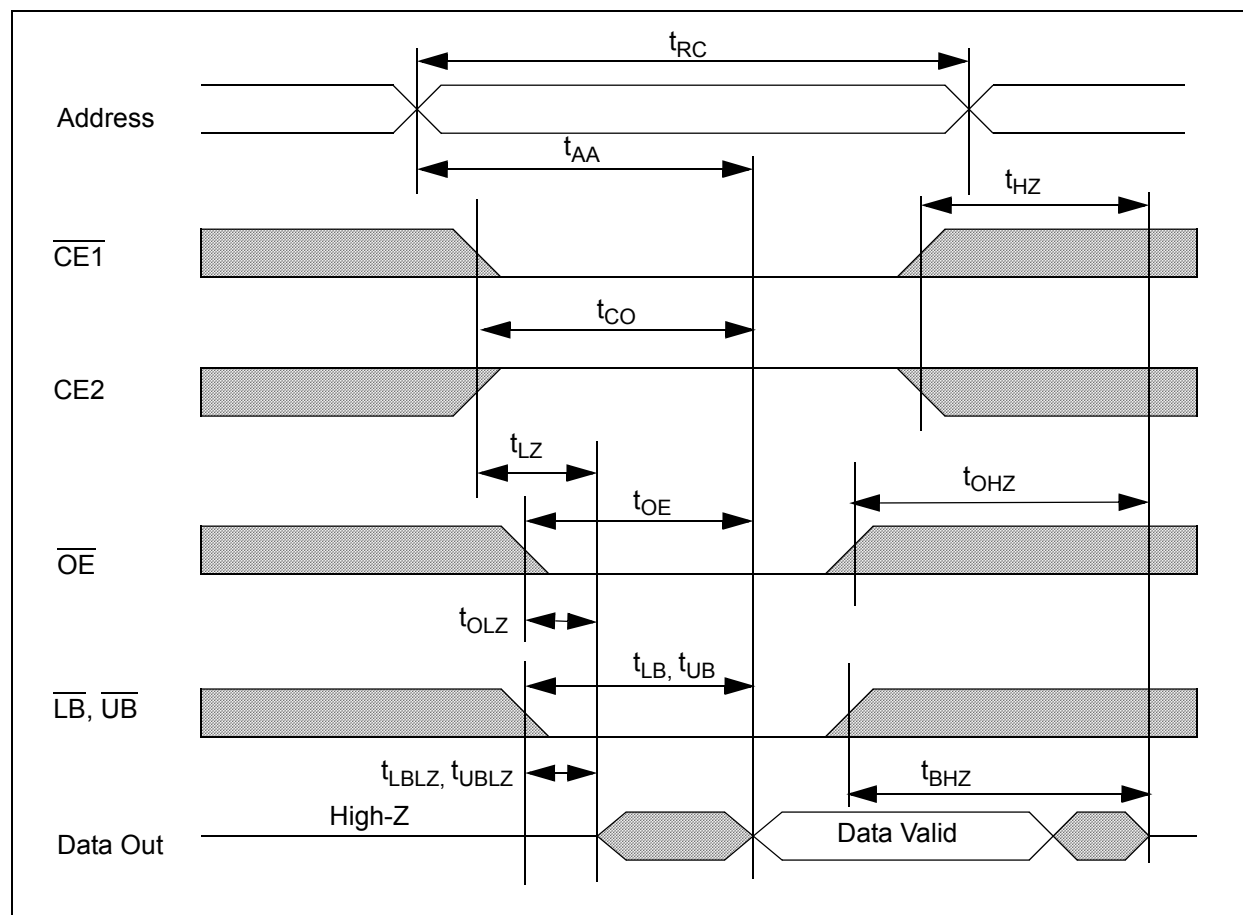 tRC
Address
tAA
tHZ
CE1
tCO
CE2
tLZ
tOHZ
tOE
OE
tOLZ
tLB, tUB
LB, UB
tLBLZ, tUBLZ
tBHZ
High-Z
Data Valid
Data Out